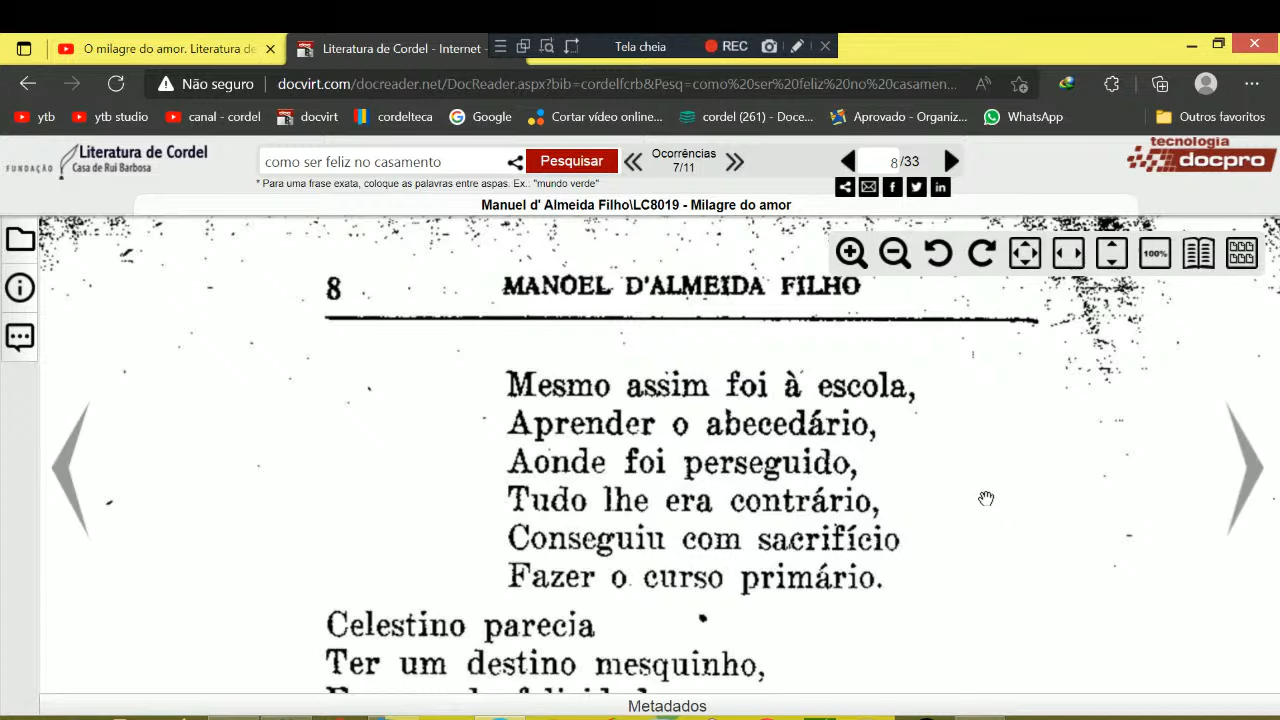 O milagre do amor. Literatura de
Literatura de Cordel - Internet
Tela cheia
REC
Não seguro
docvirt.com/docreader.net/DocReader.aspx?bib=cordelfcrb&Pesq=como%20ser%20feliz%20no%20casamen...
ytb
ytb studio
canal - cordel
docvirt
cordelteca
Google
Cortar vídeo online...
cordel (261) - Doce...
Aprovado - Organiz...
WhatsApp
Outros favoritos
FUNDAÇÃO
Literatura de Cordel
Casa de Rui Barbosa
como ser feliz no casamento
Pesquisar
Ocorrências
7/11
8 /33
tecnologia
docpro
* Para uma frase exata, coloque as palavras entre aspas. Ex.: "mundo verde"
Manuel d' Almeida Filho\LC8019 - Milagre do amor
100%
8 MANOEL D'ALMEIDA FILHO
Mesmo assim foi à escola,
Aprender o abecedário,
Aonde foi perseguido,
Tudo lhe era contrário,
Conseguiu com sacrifício
Fazer o curso primário.
Celestino parecia
Ter um destino mesquinho,
Metadados